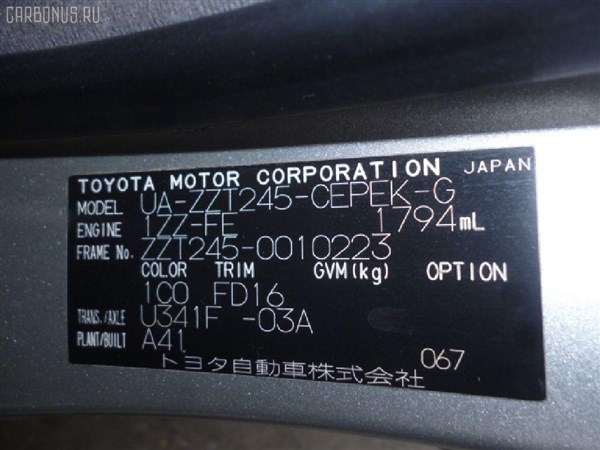 CARBONUS.RU
TOYOTA MOTOR CORPORATION JAPAN
MODEL UA-ZZT245-CEPEK-G
ENGINE 1ZZ-FE 1794mL
FRAME No. ZZT245-0010223
COLOR TRIM GVM(kg) OPTION
1C0 FD16
TRANS./AXLE U341F -03A
PLANT/BUILT A41
トヨタ自動車株式会社 067